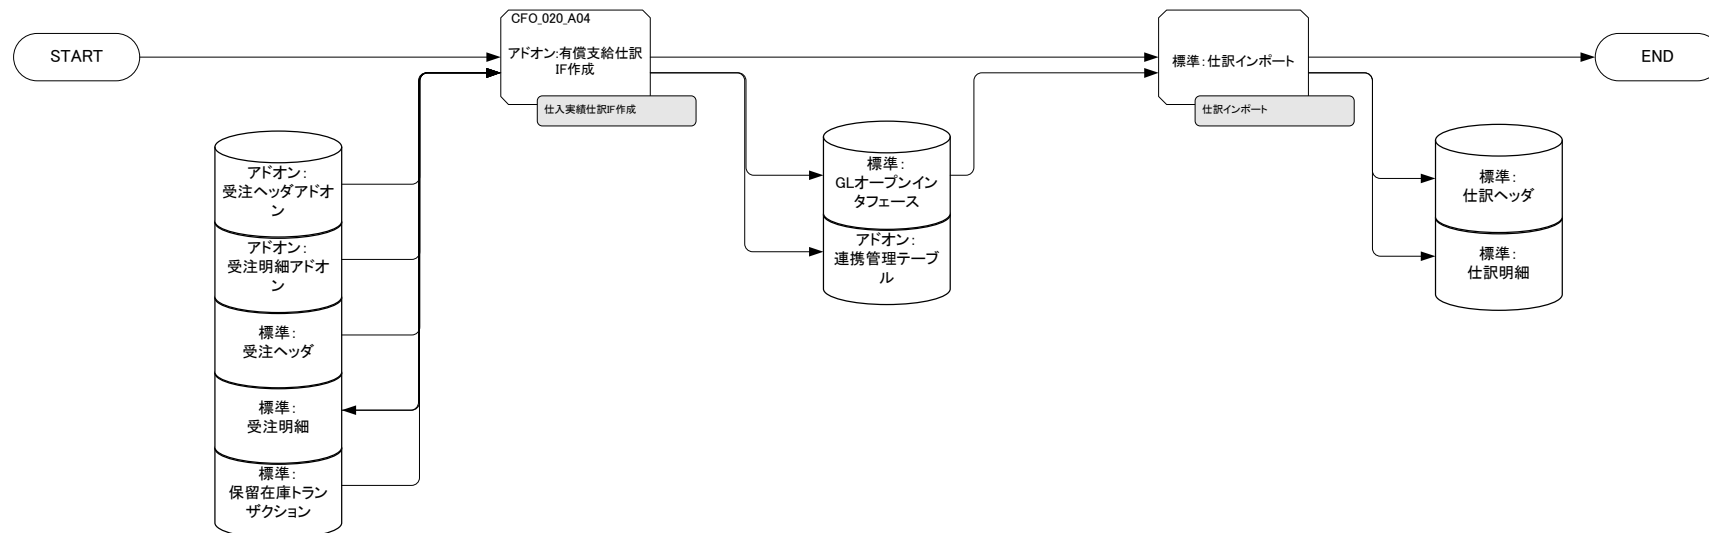 START
CFO_020_A04
アドオン:有償支給仕訳
IF作成
仕入実績仕訳IF作成
標準：仕訳インポート
仕訳インポート
END
アドオン：
受注ヘッダアドオ
ン
アドオン：
受注明細アドオ
ン
標準：
受注ヘッダ
標準：
受注明細
標準：
保留在庫トラン
ザクション
標準：
GLオープンイン
タフェース
アドオン：
連携管理テーブ
ル
標準：
仕訳ヘッダ
標準：
仕訳明細